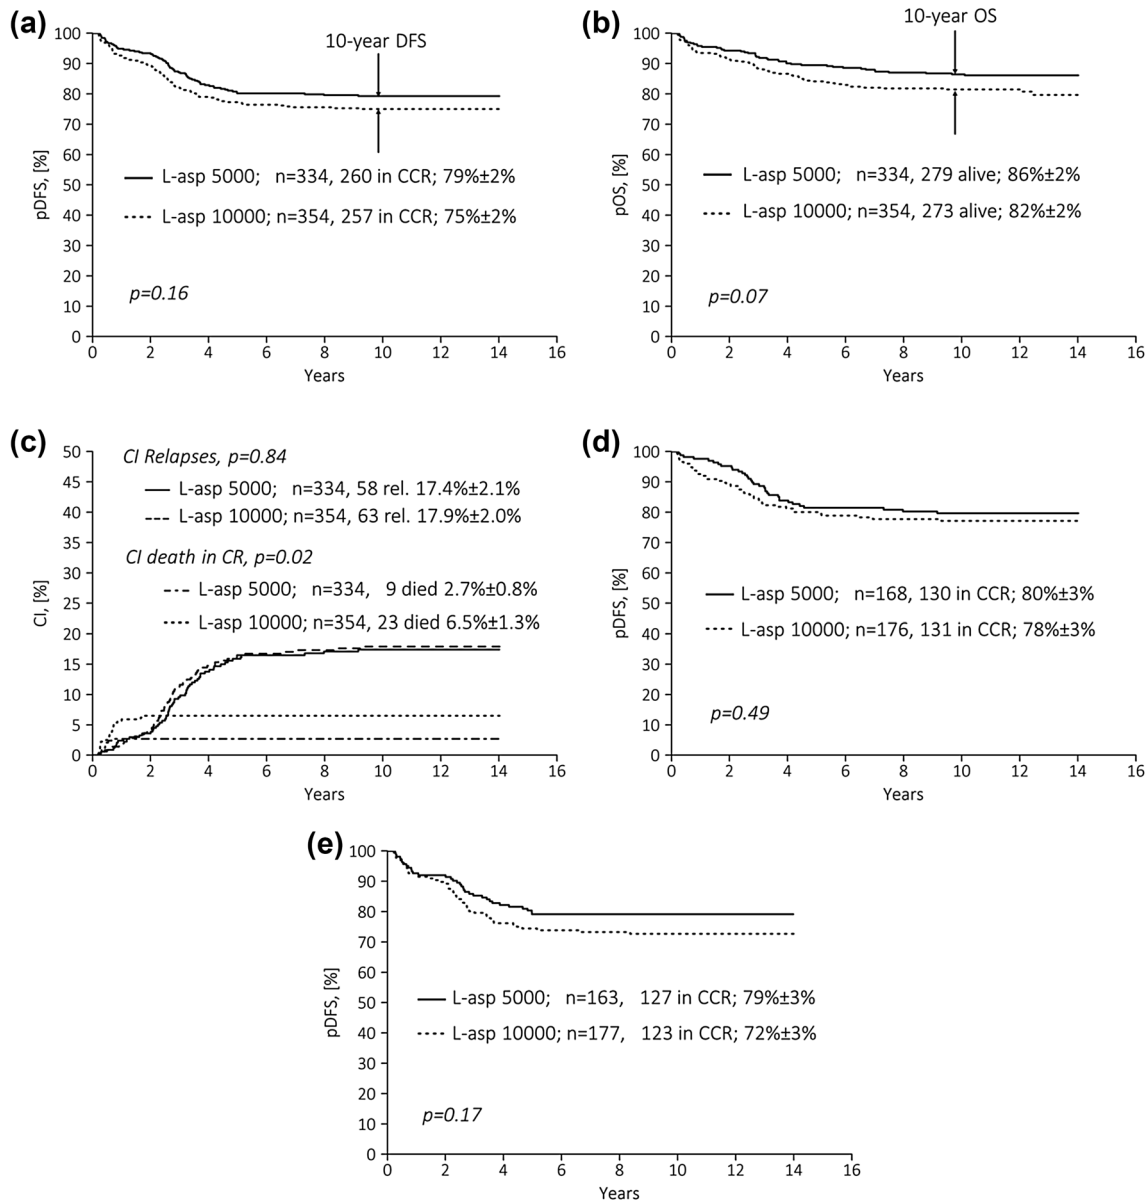 (a)
10-year DFS
100
90
80
70
60
50
40
30
20
10
0
pDFS, [%]
L-asp 5000; n=334, 260 in CCR; 79%±2%
L-asp 10000; n=354, 257 in CCR; 75%±2%
p=0.16
0 2 4 6 8 10 12 14 16
Years
(b)
10-year OS
100
90
80
70
60
50
40
30
20
10
0
pOS, [%]
L-asp 5000; n=334, 279 alive; 86%±2%
L-asp 10000; n=354, 273 alive; 82%±2%
p=0.07
0 2 4 6 8 10 12 14 16
Years
(c)
50
45
40
35
30
25
20
15
10
5
0
CI, [%]
CI Relapses, p=0.84
L-asp 5000; n=334, 58 rel. 17.4%±2.1%
L-asp 10000; n=354, 63 rel. 17.9%±2.0%
CI death in CR, p=0.02
L-asp 5000; n=334, 9 died 2.7%±0.8%
L-asp 10000; n=354, 23 died 6.5%±1.3%
0 2 4 6 8 10 12 14 16
Years
(d)
100
90
80
70
60
50
40
30
20
10
0
pDFS, [%]
L-asp 5000; n=168, 130 in CCR; 80%±3%
L-asp 10000; n=176, 131 in CCR; 78%±3%
p=0.49
0 2 4 6 8 10 12 14 16
Years
(e)
100
90
80
70
60
50
40
30
20
10
0
pDFS, [%]
L-asp 5000; n=163, 127 in CCR; 79%±3%
L-asp 10000; n=177, 123 in CCR; 72%±3%
p=0.17
0 2 4 6 8 10 12 14 16
Years